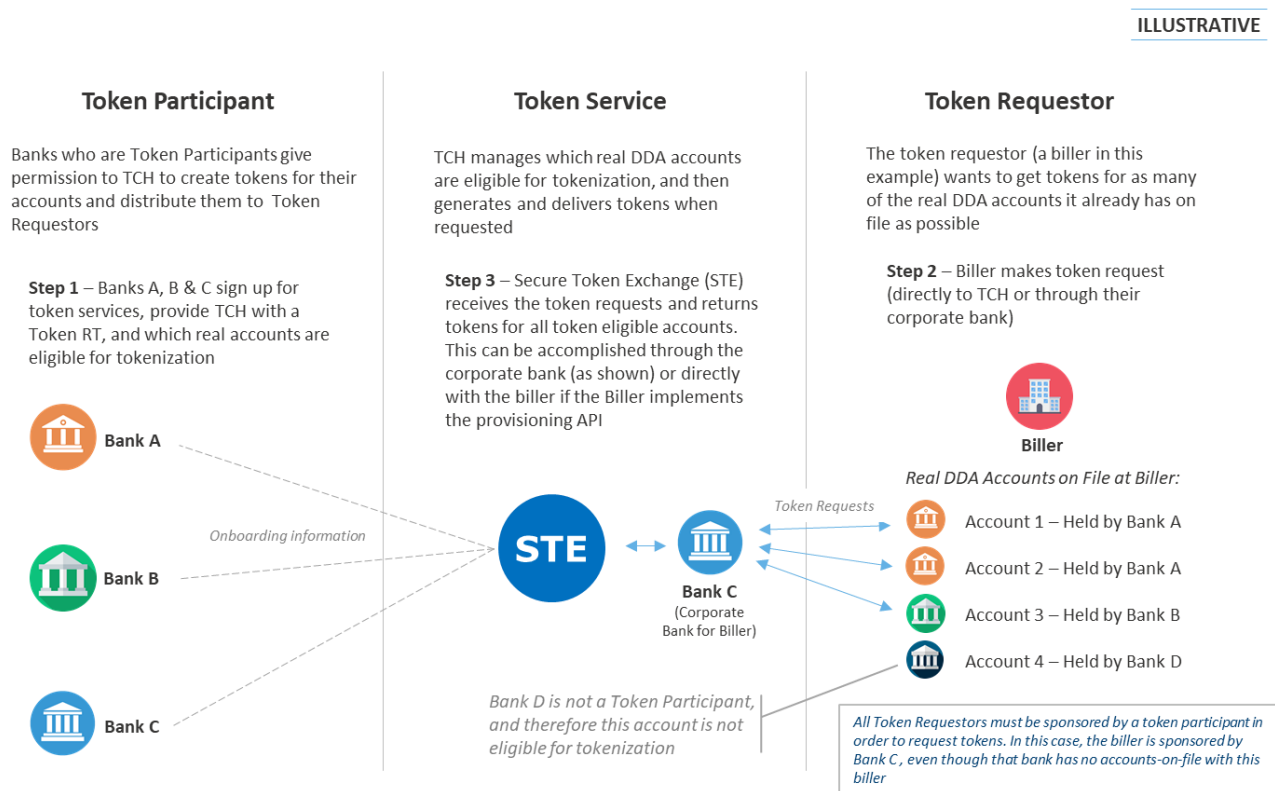 ILLUSTRATIVE
Token Participant
Banks who are Token Participants give
permission to TCH to create tokens for their
accounts and distribute them to Token
Requestors
Step 1 – Banks A, B & C sign up for
token services, provide TCH with a
Token RT, and which real accounts are
eligible for tokenization
Bank A
Onboarding information
Bank B
Bank C
Token Service
TCH manages which real DDA accounts
are eligible for tokenization, and then
generates and delivers tokens when
requested
Step 3 – Secure Token Exchange (STE)
receives the token requests and returns
tokens for all token eligible accounts.
This can be accomplished through the
corporate bank (as shown) or directly
with the biller if the Biller implements
the provisioning API
STE
Bank C
(Corporate
Bank for Biller)
Bank D is not a Token Participant,
and therefore this account is not
eligible for tokenization
Token Requestor
The token requestor (a biller in this
example) wants to get tokens for as many
of the real DDA accounts it already has on
file as possible
Step 2 – Biller makes token request
(directly to TCH or through their
corporate bank)
Biller
Real DDA Accounts on File at Biller:
Token Requests
Account 1 – Held by Bank A
Account 2 – Held by Bank A
Account 3 – Held by Bank B
Account 4 – Held by Bank D
All Token Requestors must be sponsored by a token participant in
order to request tokens. In this case, the biller is sponsored by
Bank C , even though that bank has no accounts-on-file with this
biller